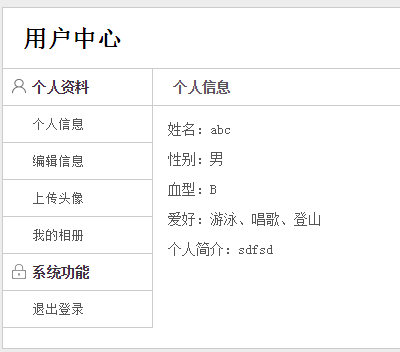 用户中心
个人资料
个人信息
编辑信息
上传头像
我的相册
系统功能
退出登录
个人信息
姓名：abc
性别：男
血型：B
爱好：游泳、唱歌、登山
个人简介：sdfsd